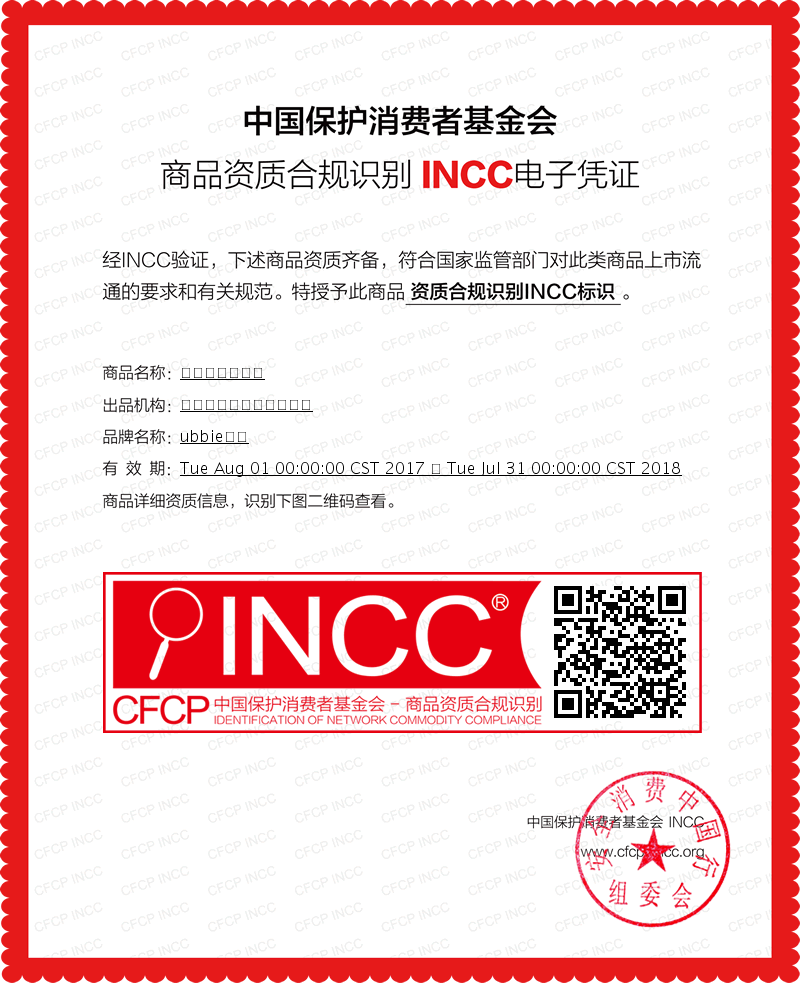 中国保护消费者基金会
商品资质合规识别 INCC电子凭证
经INCC验证，下述商品资质齐备，符合国家监管部门对此类商品上市流
通的要求和有关规范。特授予此商品 资质合规识别INCC标识 。
商品名称：□□□□□□□
出品机构：□□□□□□□□□□□
品牌名称：ubbie□□
有 效 期：Tue Aug 01 00:00:00 CST 2017 □ Tue Jul 31 00:00:00 CST 2018
商品详细资质信息，识别下图二维码查看。
INCC®
CFCP 中国保护消费者基金会 – 商品资质合规识别
IDENTIFICATION OF NETWORK COMMODITY COMPLIANCE
中国保护消费者基金会 INCC
www.cfcp-incc.org
安全消费中国行
组委会